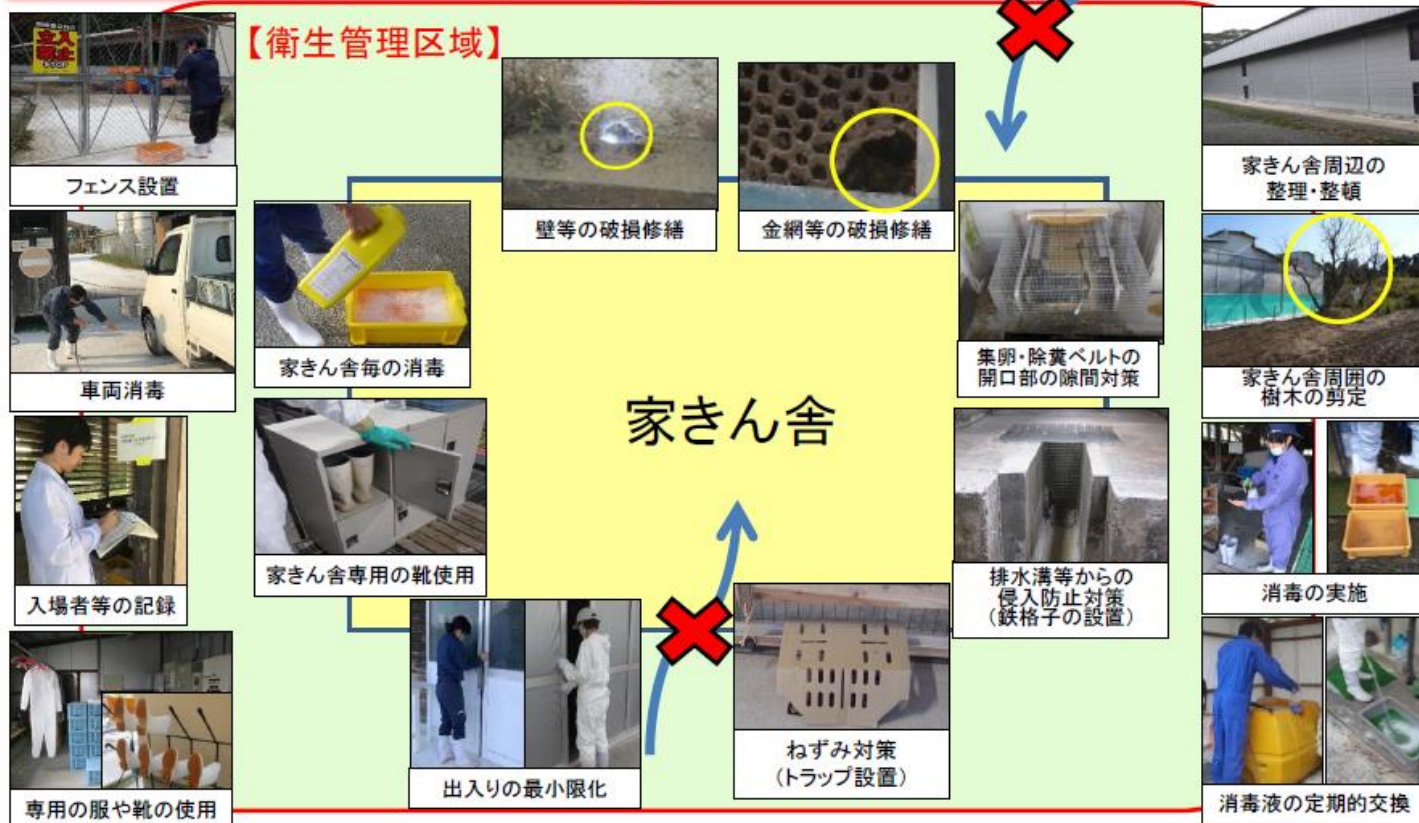 【衛生管理区域】
立入
禁止
フェンス設置
車両消毒
入場者等の記録
専用の服や靴の使用
壁等の破損修繕
金網等の破損修繕
家きん舎毎の消毒
家きん舎専用の靴使用
家きん舎
集卵・除糞ベルトの
開口部の隙間対策
排水溝等からの
侵入防止対策
(鉄格子の設置)
出入りの最小限化
ねずみ対策
(トラップ設置)
家きん舎周辺の
整理・整頓
家きん舎周囲の
樹木の剪定
消毒の実施
消毒液の定期的交換